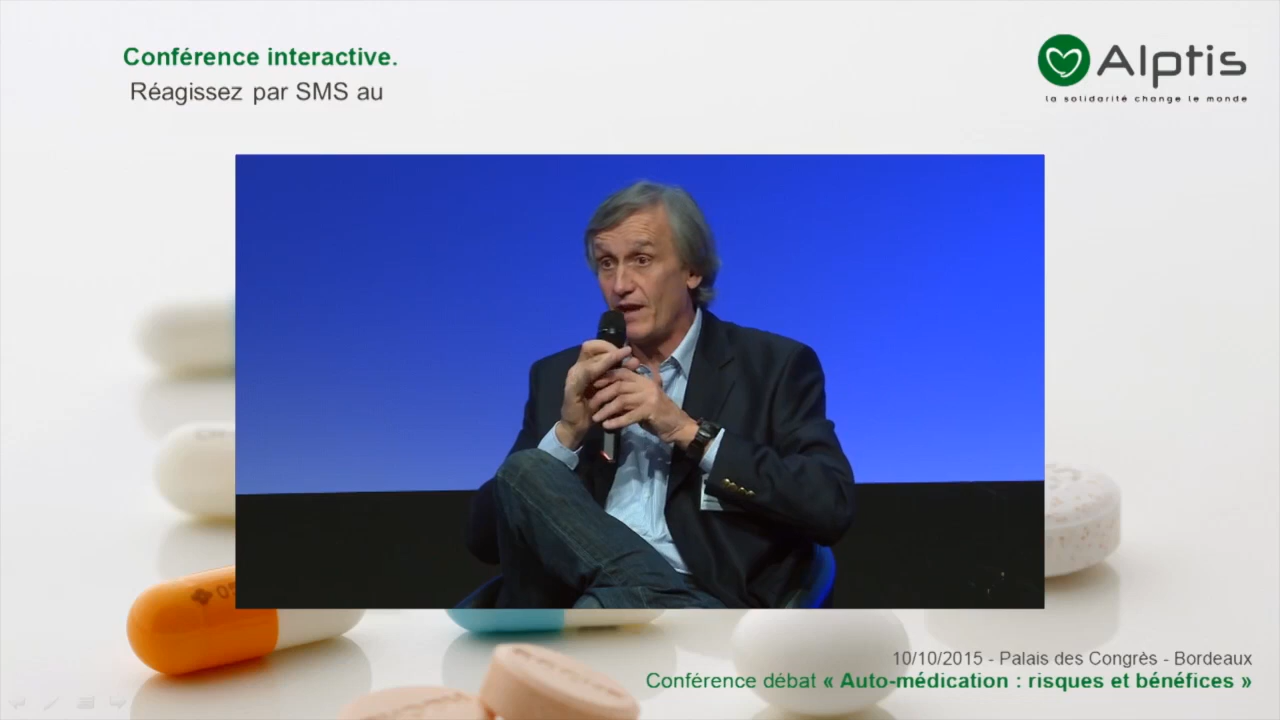 Conférence interactive.
Réagissez par SMS au
Alptis
la solidarité change le monde
10/10/2015 - Palais des Congrès - Bordeaux
Conférence débat « Auto-médication : risques et bénéfices »